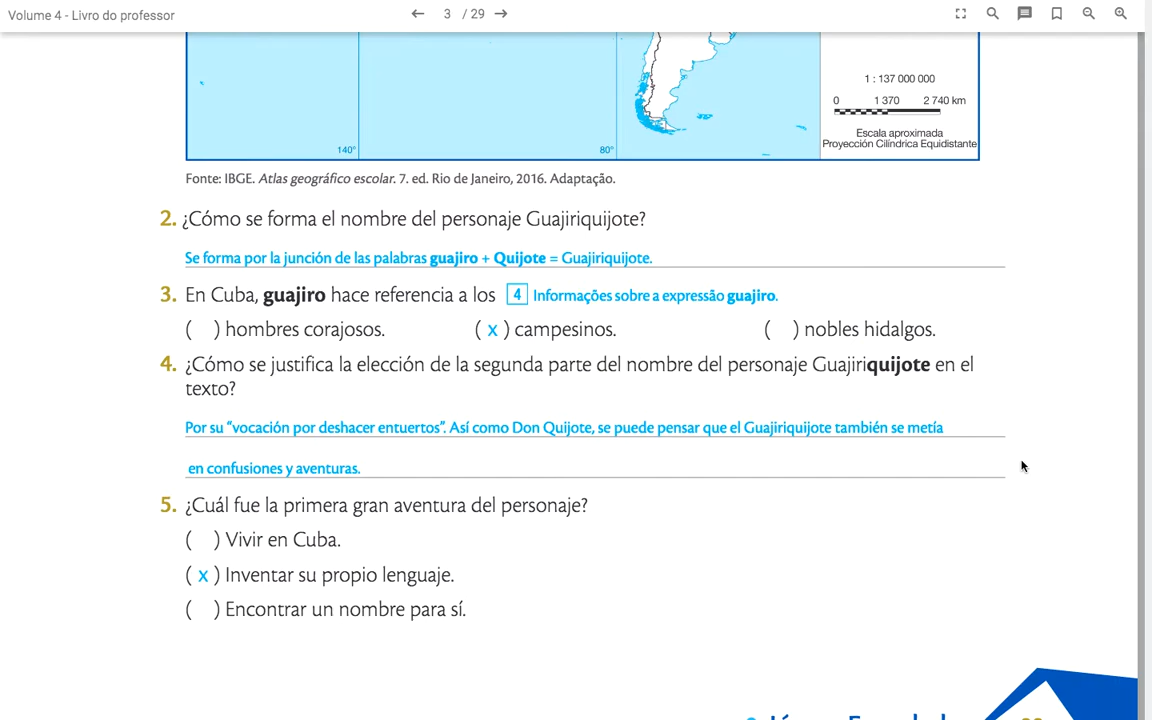 Volume 4 - Livro do professor
3 / 29
1 : 137 000 000
0 1 370 2 740 km
Escala aproximada
Proyección Cilíndrica Equidistante
140°
80°
Fonte: IBGE. Atlas geográfico escolar. 7. ed. Rio de Janeiro, 2016. Adaptação.
2. ¿Cómo se forma el nombre del personaje Guajiriquijote?
Se forma por la junción de las palabras guajiro + Quijote = Guajiriquijote.
3. En Cuba, guajiro hace referencia a los 4 Informações sobre a expressão guajiro.
( ) hombres corajosos. ( x ) campesinos. ( ) nobles hidalgos.
4. ¿Cómo se justifica la elección de la segunda parte del nombre del personaje Guajiriquijote en el
texto?
Por su “vocación por deshacer entuertos”. Así como Don Quijote, se puede pensar que el Guajiriquijote también se metía
en confusiones y aventuras.
5. ¿Cuál fue la primera gran aventura del personaje?
( ) Vivir en Cuba.
( x ) Inventar su propio lenguaje.
( ) Encontrar un nombre para sí.